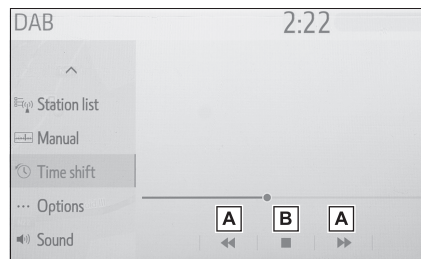 DAB 2:22
Station list
Manual
Time shift
Options
A B A
Sound